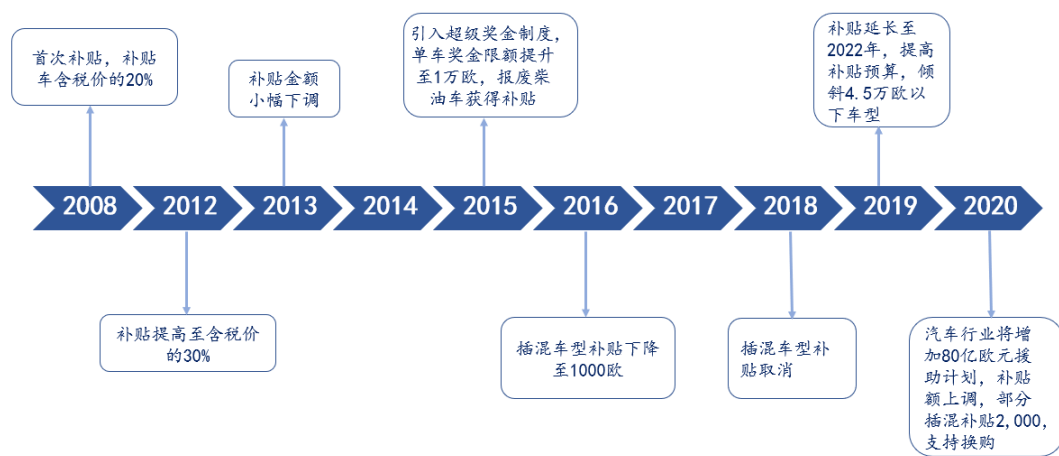 首次补贴，补贴
车含税价的20%
补贴金额
小幅下调
引入超级奖金制度，
单车奖金限额提升
至1万欧，报废柴
油车获得补贴
补贴延长至
2022年，提高
补贴预算，倾
斜4.5万欧以
下车型
2008
2012
2013
2014
2015
2016
2017
2018
2019
2020
补贴提高至含税价
的30%
插混车型补贴下降
至1000欧
插混车型补
贴取消
汽车行业将增
加80亿欧元援
助计划，补贴
额上调，部分
插混补贴2,000，
支持换购